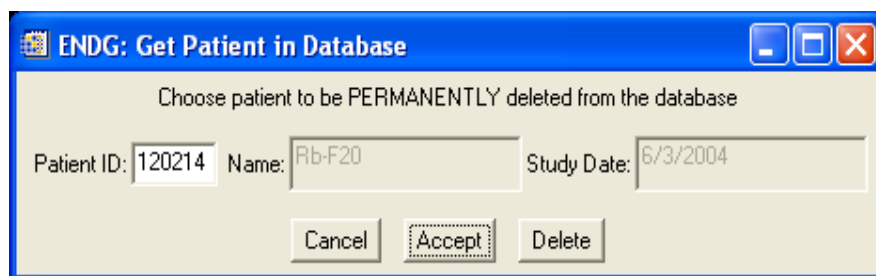 ENDG: Get Patient in Database
Choose patient to be PERMANENTLY deleted from the database
Patient ID: 120214 Name: Rb-F20 Study Date: 6/3/2004
Cancel Accept Delete